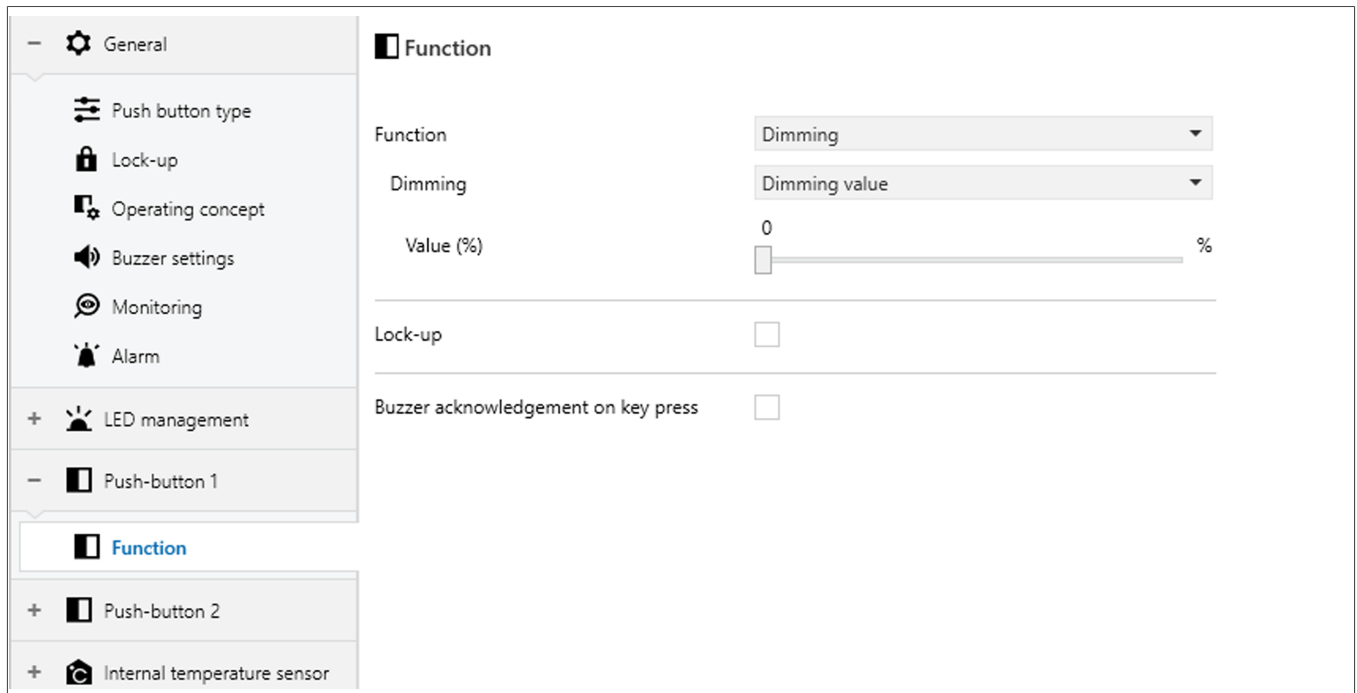 General
Push button type
Lock-up
Operating concept
Buzzer settings
Monitoring
Alarm
LED management
Push-button 1
Function
Push-button 2
Internal temperature sensor
Function
Function
Dimming
Dimming
Dimming value
Value (%)
0
%
Lock-up
Buzzer acknowledgement on key press